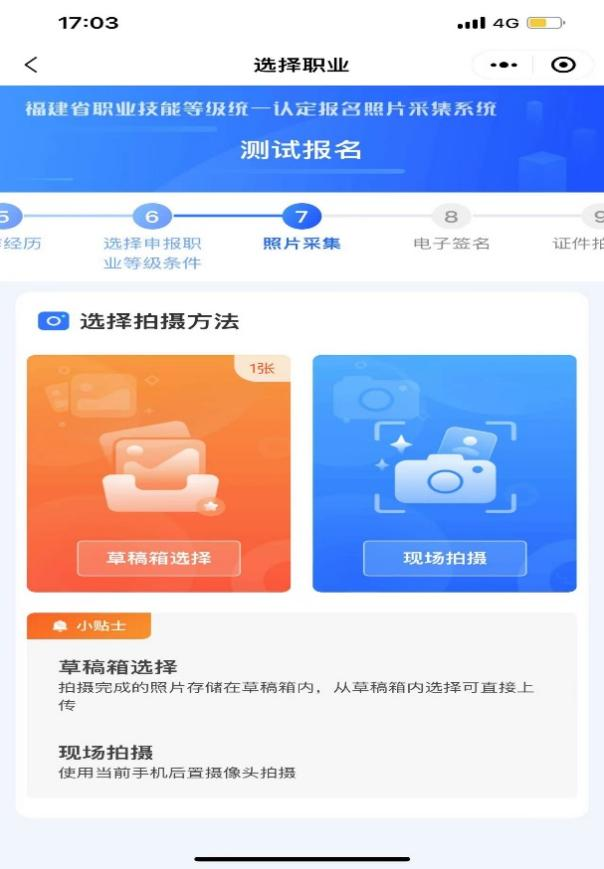 17:03
4G
选择职业
福建省职业技能等级统一认定报名照片采集系统
测试报名
5 6 7 8 9
经历 选择申报职 照片采集 电子签名 证件拍
业等级条件
选择拍摄方法
1张
草稿箱选择 现场拍摄
小贴士
草稿箱选择
拍摄完成的照片存储在草稿箱内，从草稿箱内选择可直接上
传
现场拍摄
使用当前手机后置摄像头拍摄